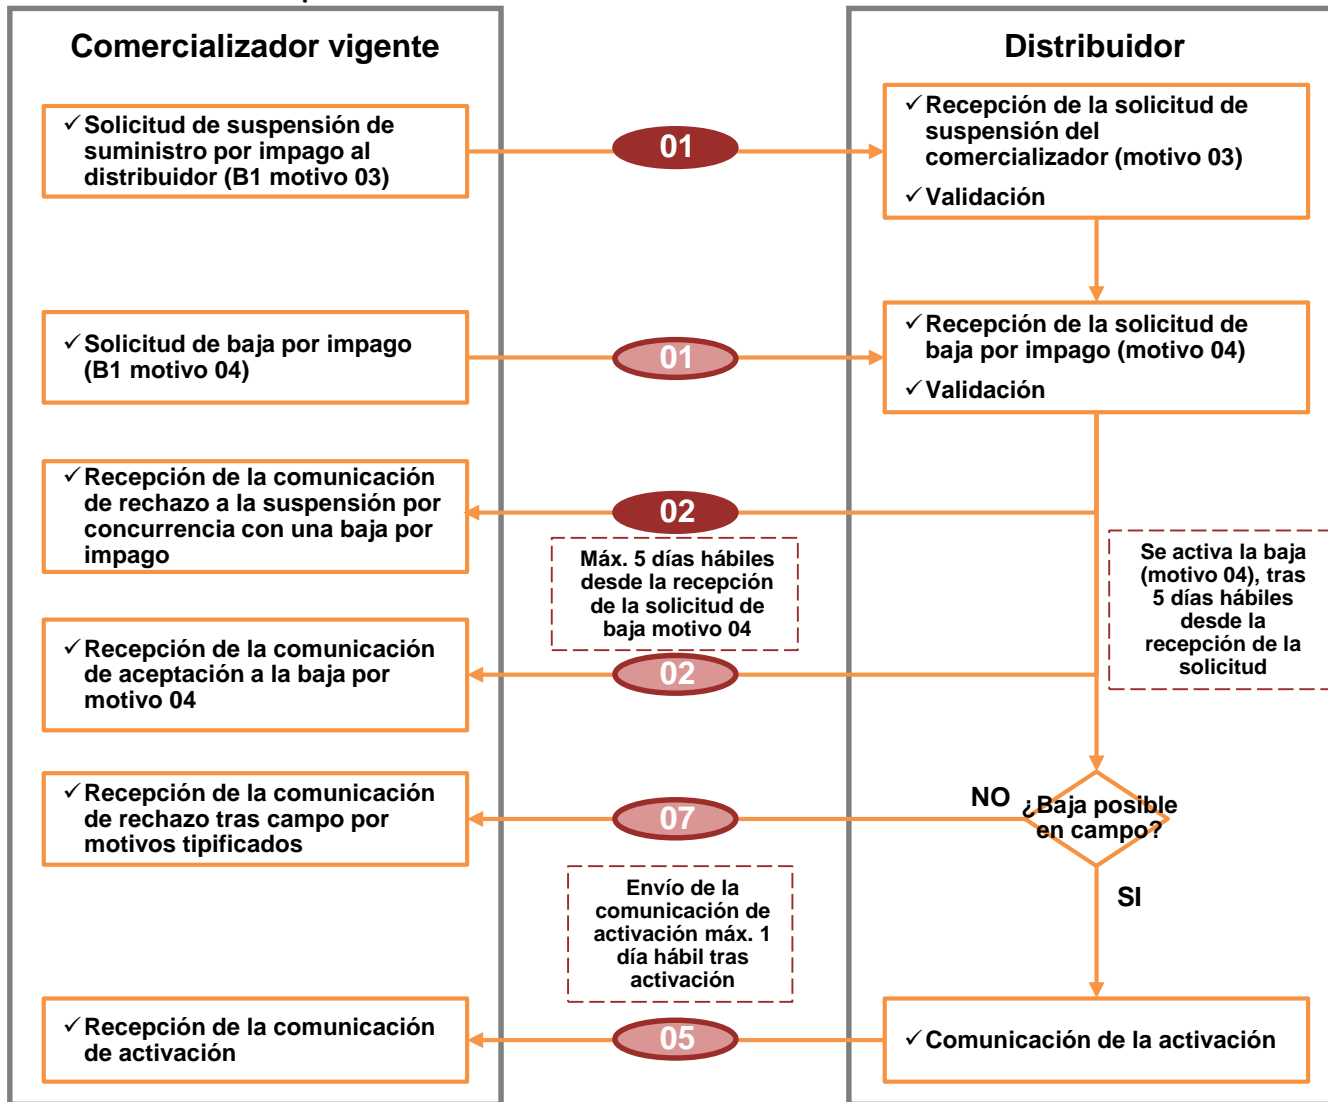 Comercializador vigente
Distribuidor
✓ Solicitud de suspensión de
suministro por impago al
distribuidor (B1 motivo 03)
01
✓ Recepción de la solicitud de
suspensión del
comercializador (motivo 03)
✓ Validación
✓ Solicitud de baja por impago
(B1 motivo 04)
01
✓ Recepción de la solicitud de
baja por impago (motivo 04)
✓ Validación
✓ Recepción de la comunicación
de rechazo a la suspensión por
concurrencia con una baja por
impago
02
Máx. 5 días hábiles
desde la recepción
de la solicitud de
baja motivo 04
Se activa la baja
(motivo 04), tras
5 días hábiles
desde la
recepción de la
solicitud
✓ Recepción de la comunicación
de aceptación a la baja por
motivo 04
02
✓ Recepción de la comunicación
de rechazo tras campo por
motivos tipificados
07
NO
¿Baja posible
en campo?
SI
Envío de la
comunicación de
activación máx. 1
día hábil tras
activación
✓ Recepción de la comunicación
de activación
05
✓ Comunicación de la activación